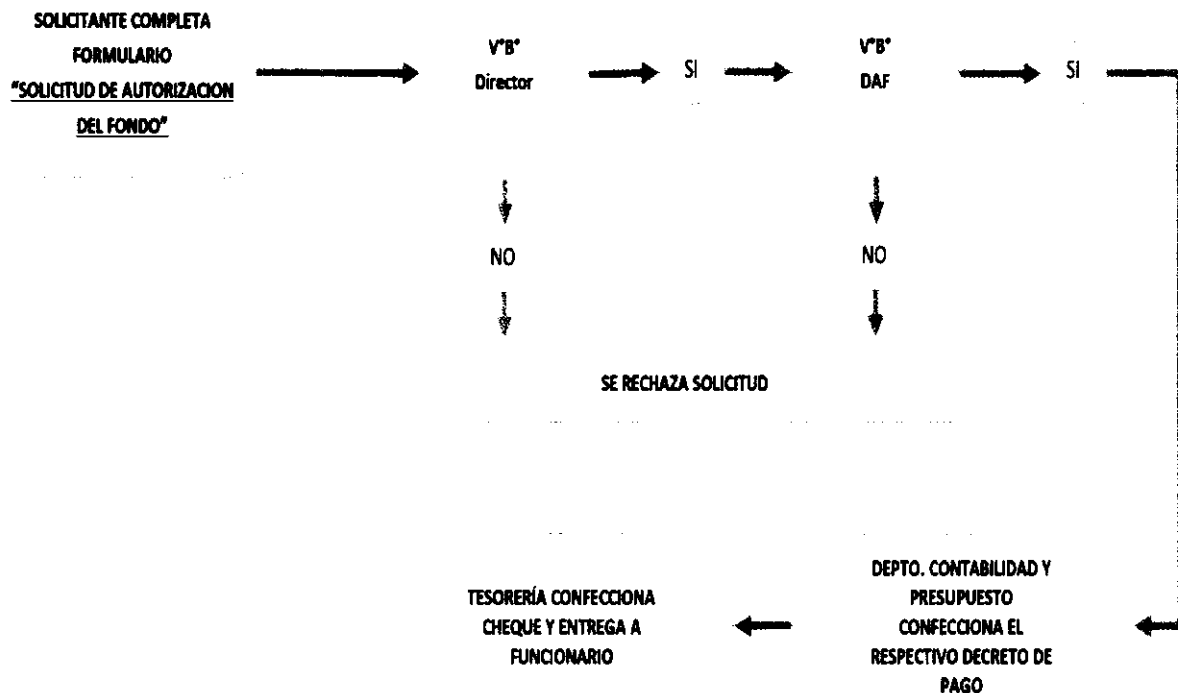 SOLICITANTE COMPLETA
FORMULARIO
"SOLICITUD DE AUTORIZACION
DEL FONDO"
V°B°
Director
SI
V°B°
DAF
SI
NO
NO
SE RECHAZA SOLICITUD
TESORERÍA CONFECCIONA
CHEQUE Y ENTREGA A
FUNCIONARIO
DEPTO. CONTABILIDAD Y
PRESUPUESTO
CONFECCIONA EL
RESPECTIVO DECRETO DE
PAGO